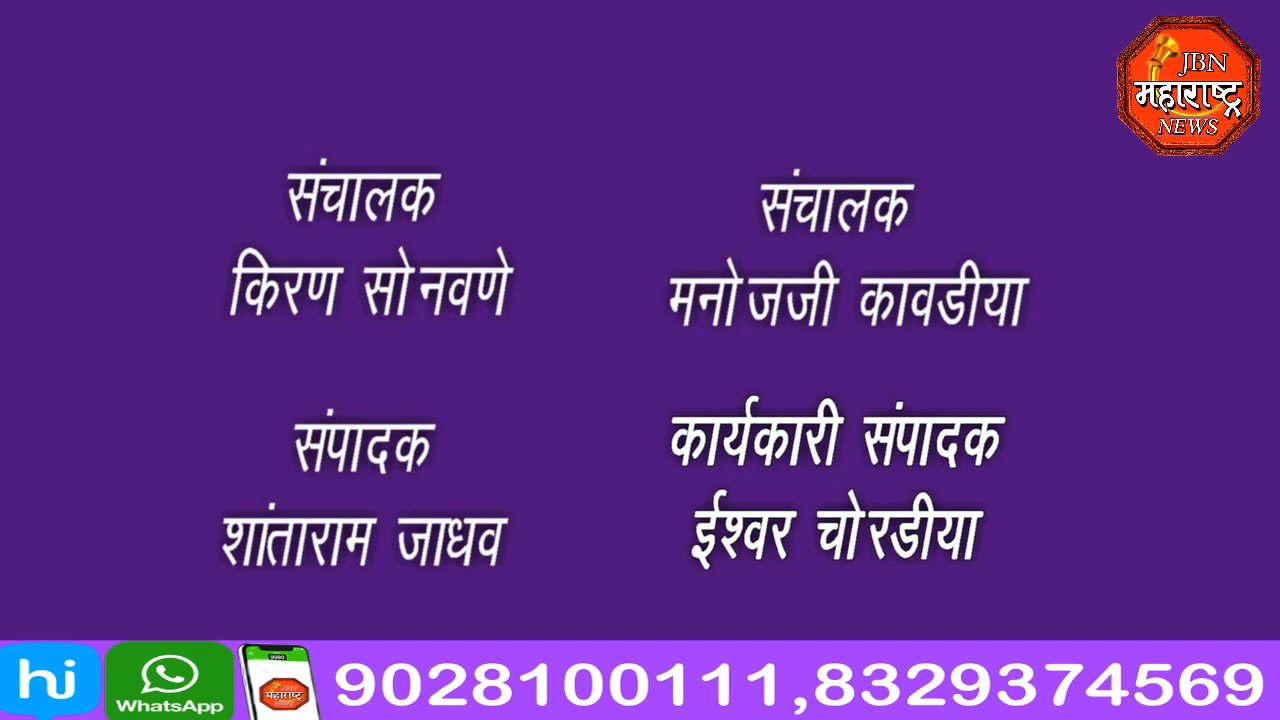 JBN
महाराष्ट्र
NEWS
संचालक
किरण सोनवणे
संचालक
मनोजजी कावडीया
संपादक
शांताराम जाधव
कार्यकारी संपादक
ईश्वर चोरडीया
hi
WhatsApp
महाराष्ट्र
9028100111,8329374569